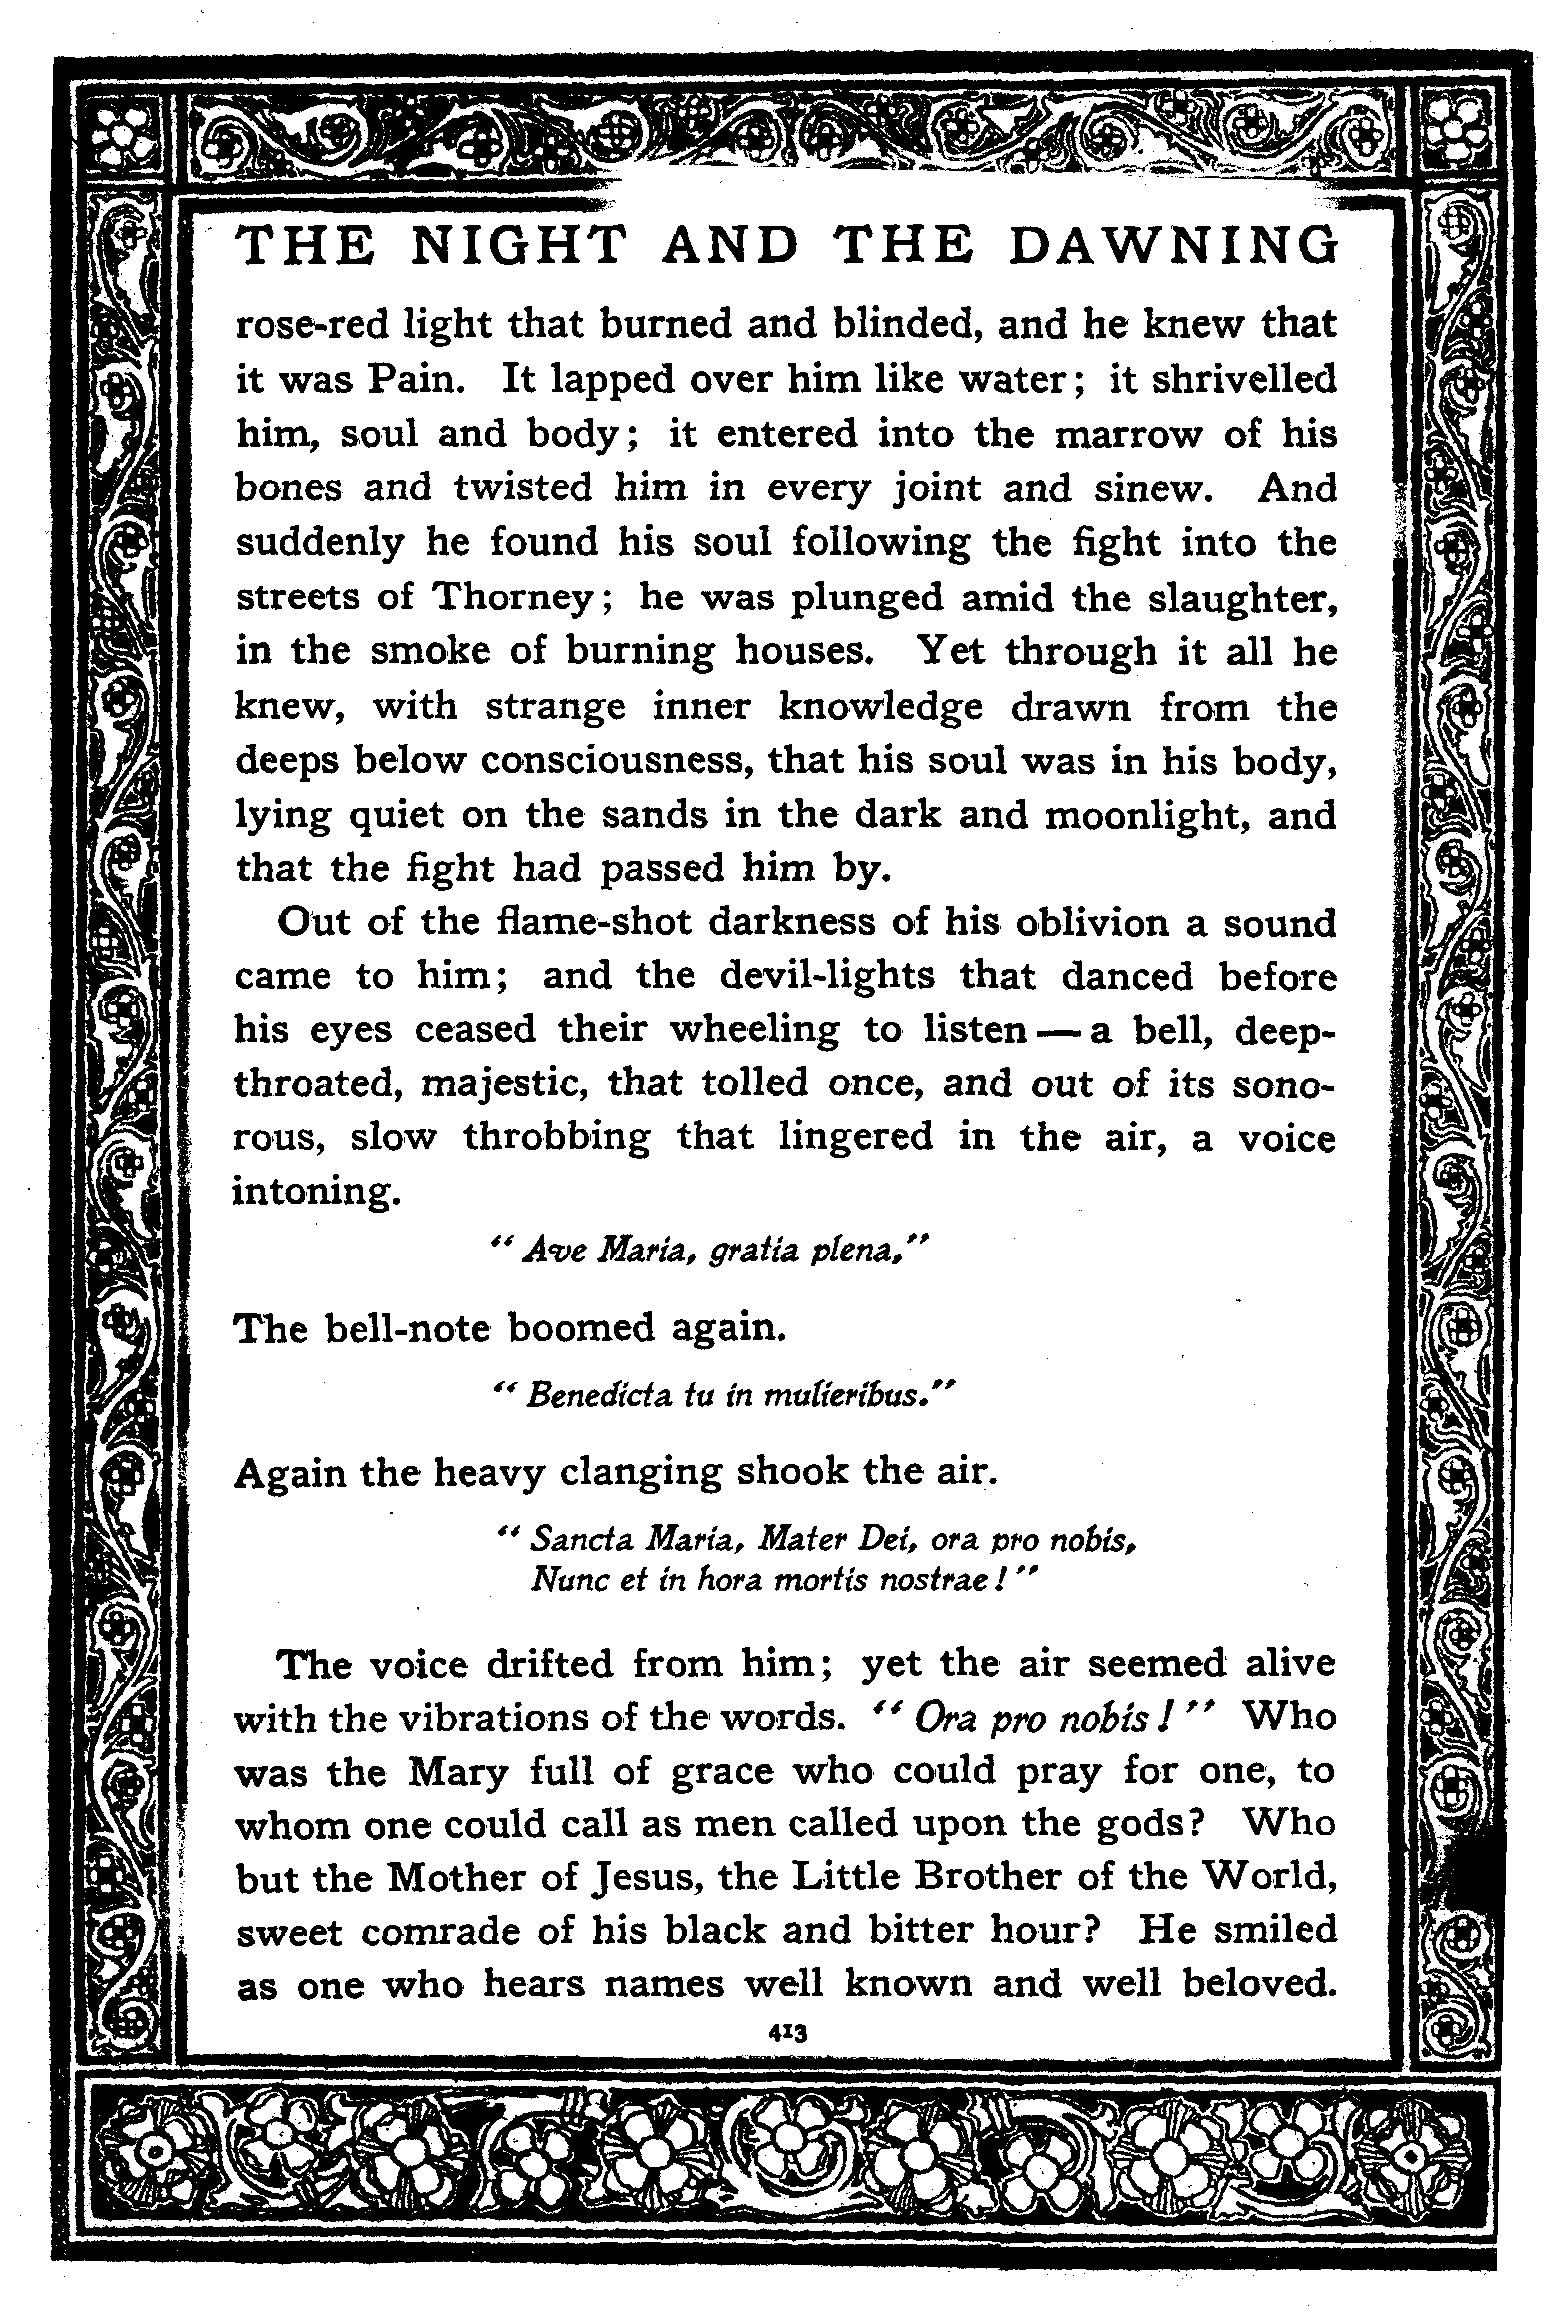 THE NIGHT AND THE DAWNING
rose-red light that burned and blinded, and he knew that
it was Pain. It lapped over him like water; it shrivelled
him, soul and body; it entered into the marrow of his
bones and twisted him in every joint and sinew. And
suddenly he found his soul following the fight into the
streets of Thorney; he was plunged amid the slaughter,
in the smoke of burning houses. Yet through it all he
knew, with strange inner knowledge drawn from the
deeps below consciousness, that his soul was in his body,
lying quiet on the sands in the dark and moonlight, and
that the fight had passed him by.
Out of the flame-shot darkness of his oblivion a sound
came to him; and the devil-lights that danced before
his eyes ceased their wheeling to listen — a bell, deep-
throated, majestic, that tolled once, and out of its sono-
rous, slow throbbing that lingered in the air, a voice
intoning.
"Ave Maria, gratia plena,"
The bell-note boomed again.
"Benedicta tu in mulieribus."
Again the heavy clanging shook the air.
"Sancta Maria, Mater Dei, ora pro nobis,
Nunc et in hora mortis nostrae!"
The voice drifted from him; yet the air seemed alive
with the vibrations of the words. "Ora pro nobis!" Who
was the Mary full of grace who could pray for one, to
whom one could call as men called upon the gods? Who
but the Mother of Jesus, the Little Brother of the World,
sweet comrade of his black and bitter hour? He smiled
as one who hears names well known and well beloved.
413